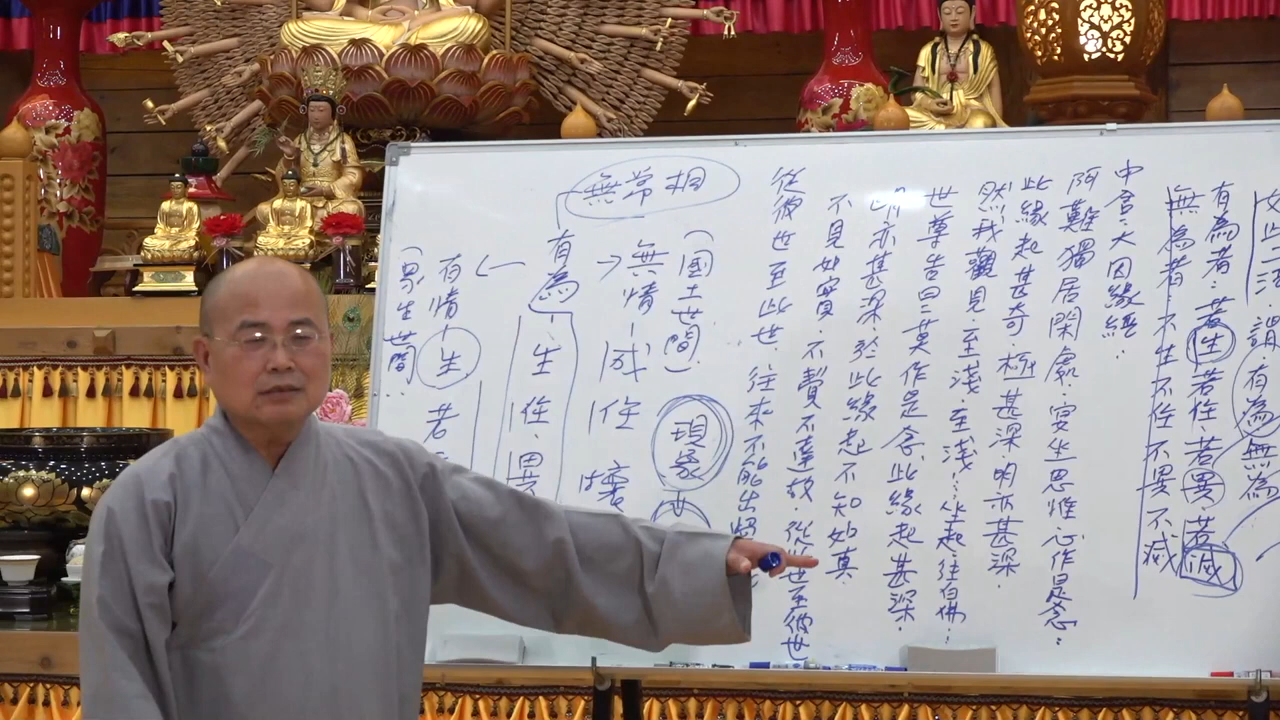 此二法.謂有為無為
有為者.若生若住.若異.若滅
無為者.不生不住不異不滅
中含.大因緣經.
阿難獨居閑處.安坐思惟心作是念:
此緣起甚奇.極甚深.明亦甚深.
然我觀見.至淺.至淺…坐起.往白佛…
世尊告曰.莫作是念.此緣起甚深.
明亦甚深.於此緣起不知如真.
不見如實.不覺不達故.從此世至彼世
從彼世至此世.往來不能出
無常相
(國土世間)
現象
無情-成住壞
有為
生住.異
有情-生
若
(眾生世間.